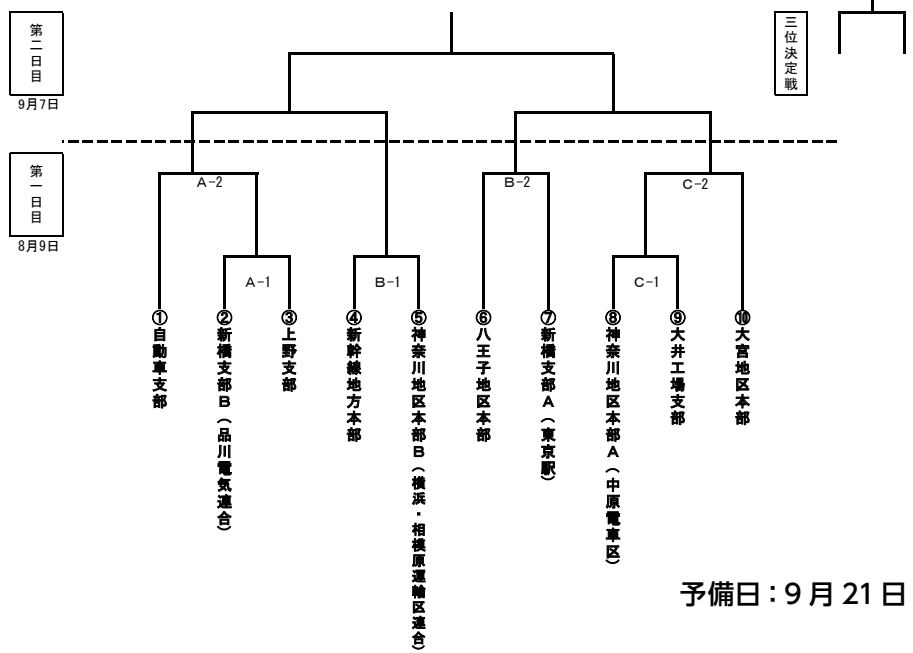 第二日目
9月7日
三位決定戦
第一日目
8月9日
A-2
B-2
C-2
A-1
B-1
C-1
①自動車支部
②新橋支部B(品川電気連合)
③上野支部
④新幹線地方本部
⑤神奈川地区本部B(横浜・相模原運輸区連合)
⑥八王子地区本部
⑦新橋支部A(東京駅)
⑧神奈川地区本部A(中原電車区)
⑨大井工場支部
⑩大宮地区本部
予備日：9月21日